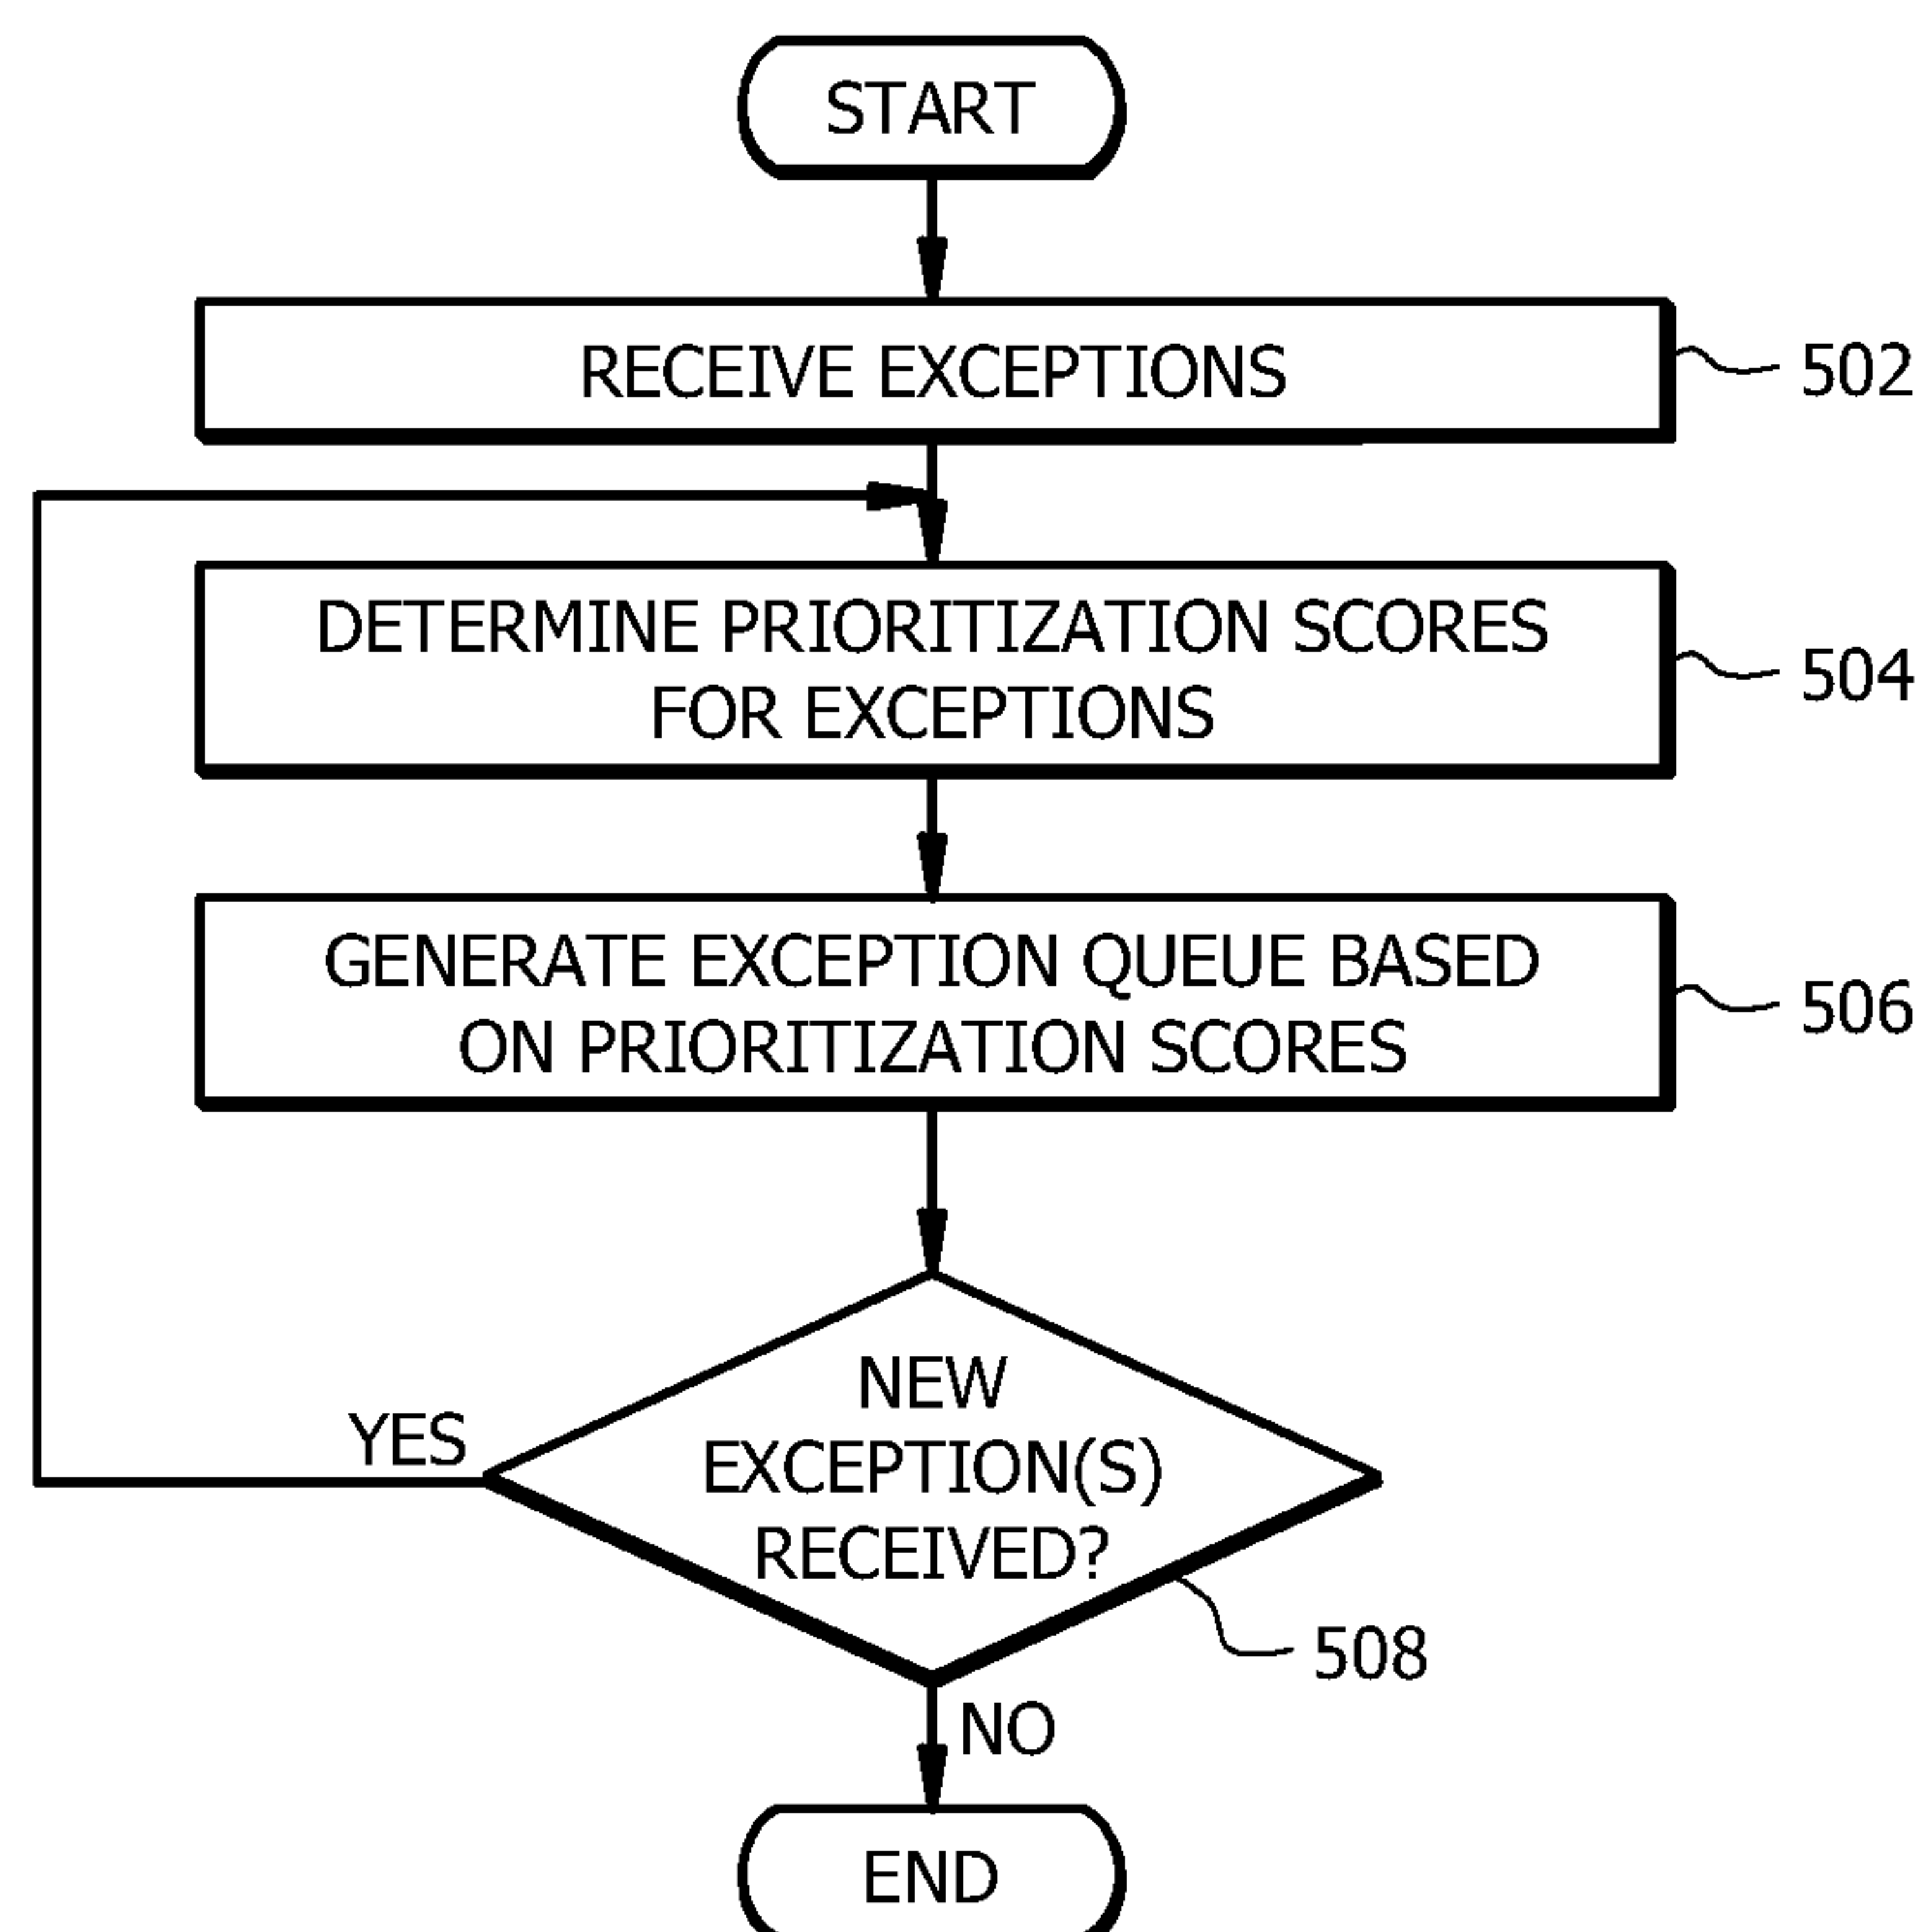 START
RECEIVE EXCEPTIONS
502
DETERMINE PRIORITIZATION SCORES
FOR EXCEPTIONS
504
GENERATE EXCEPTION QUEUE BASED
ON PRIORITIZATION SCORES
506
NEW
EXCEPTION(S)
RECEIVED?
YES
508
NO
END